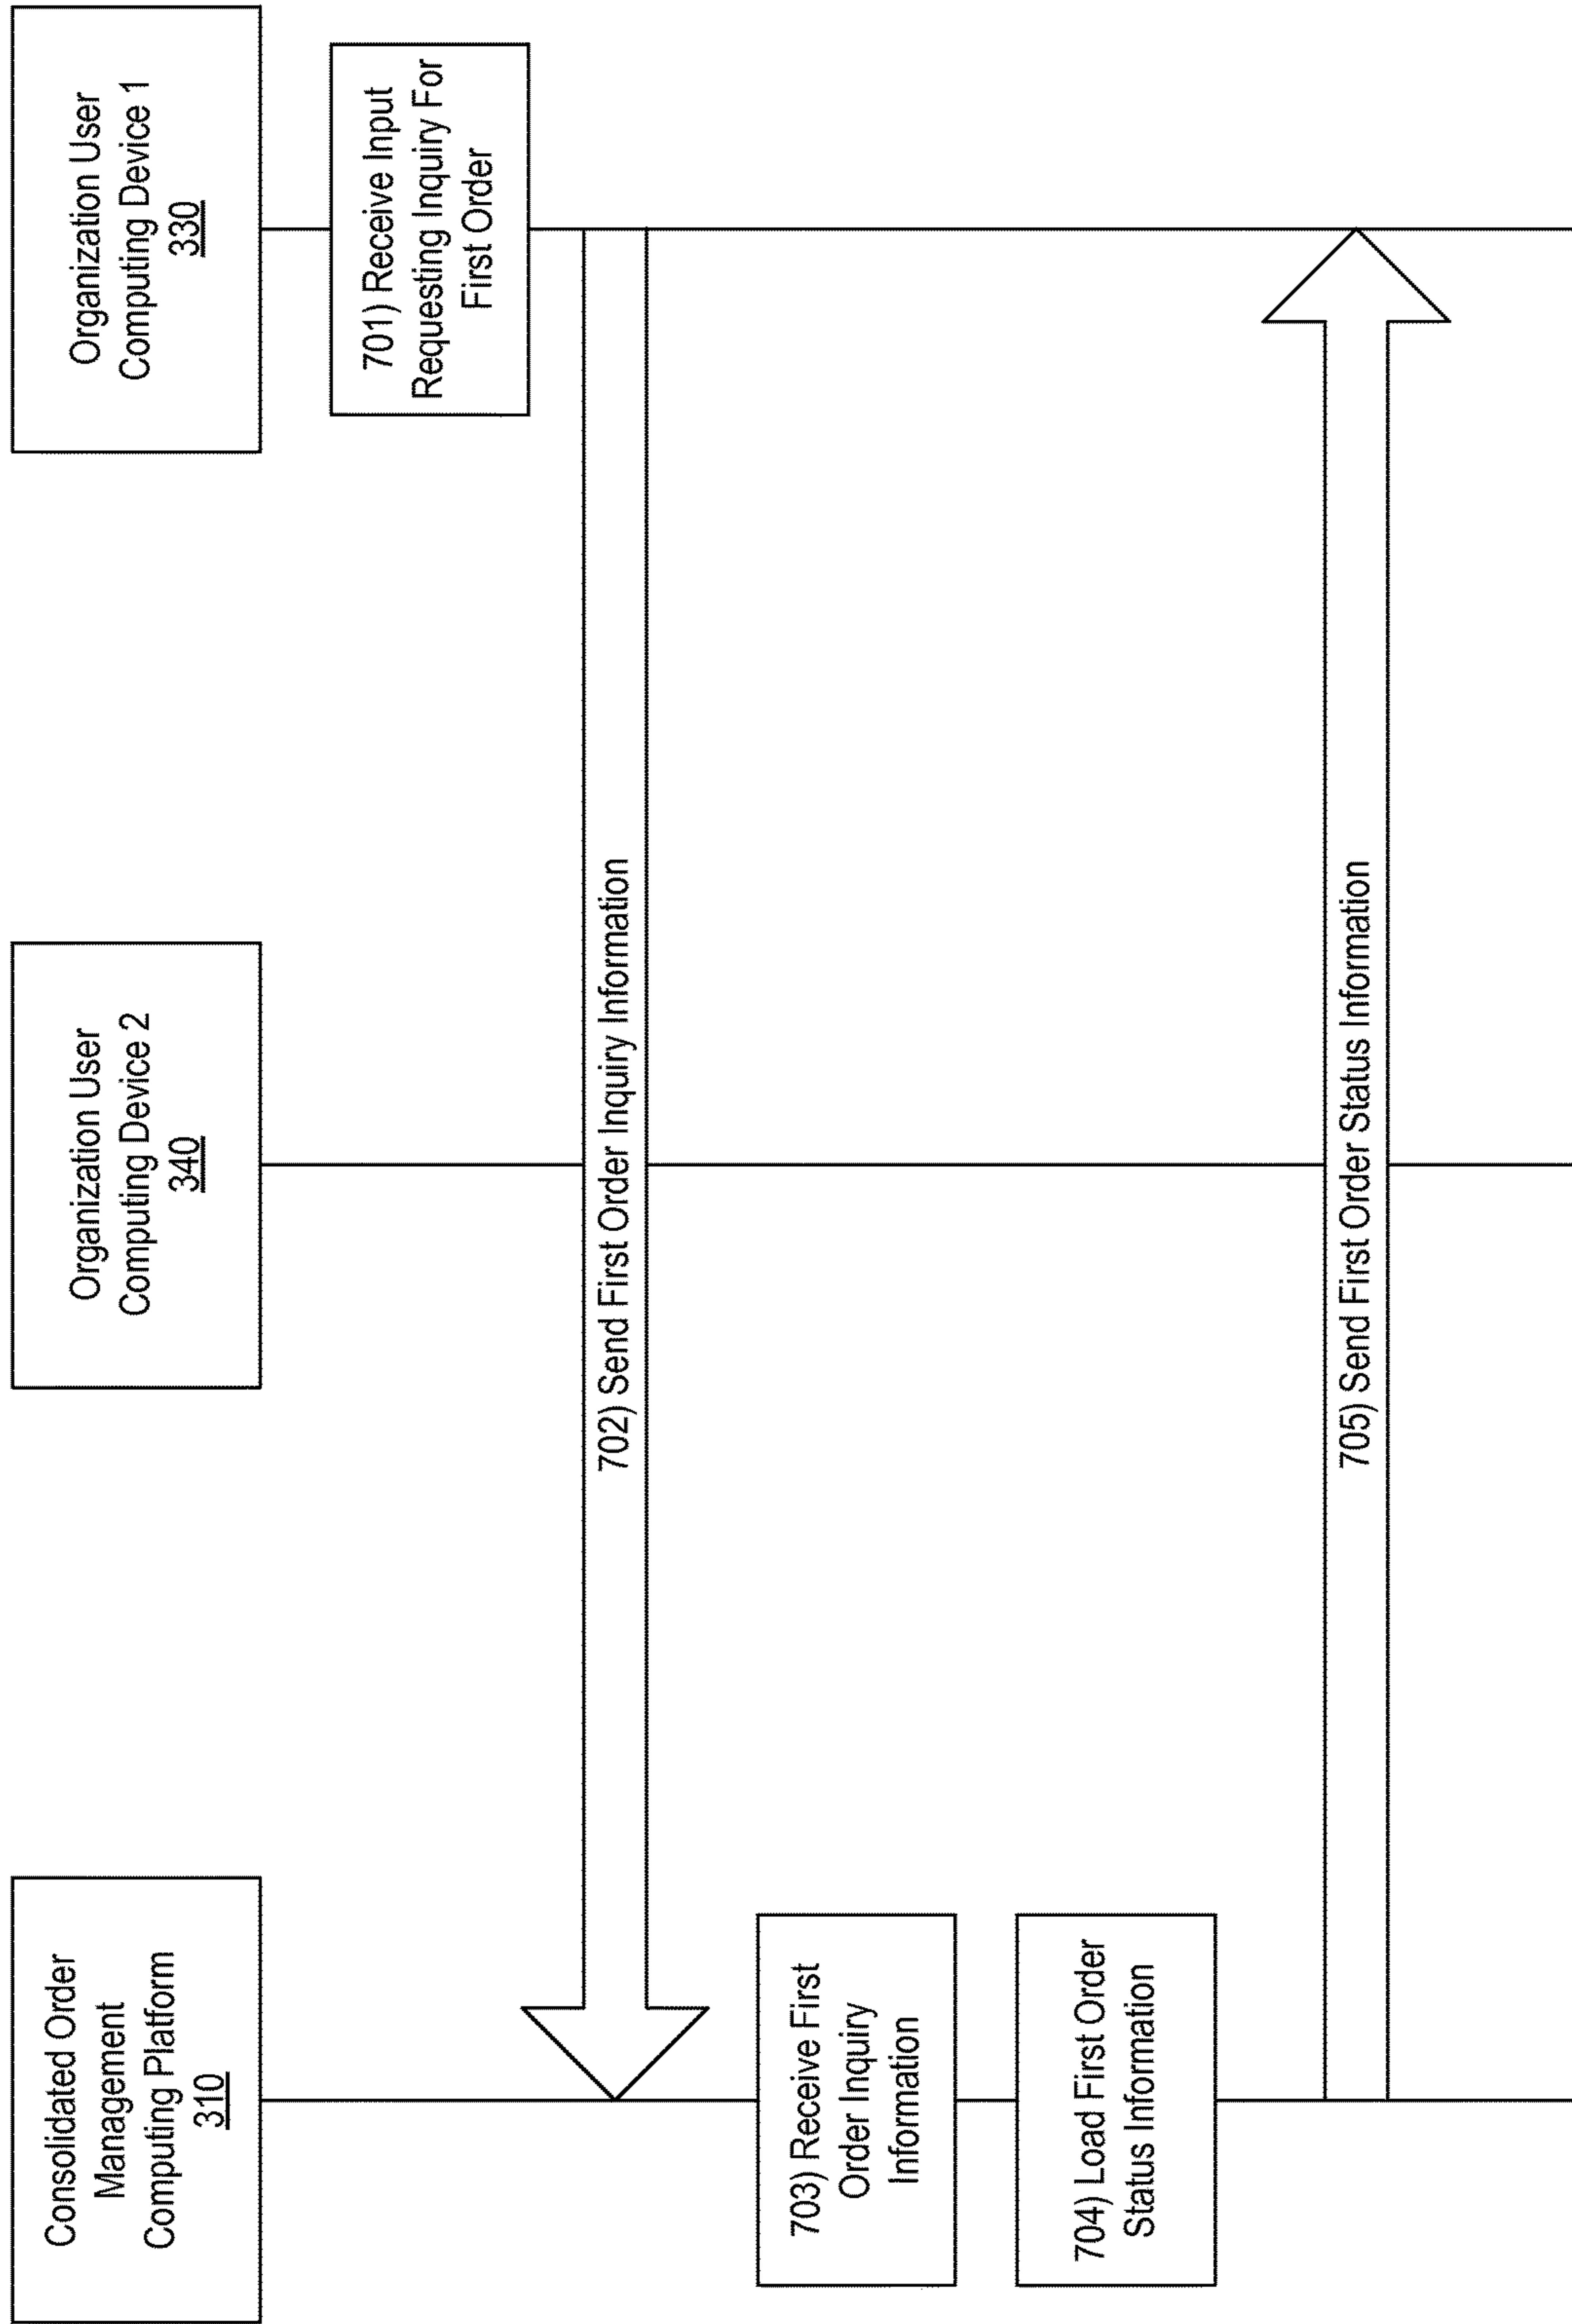 Consolidated Order
Management
Computing Platform
310
Organization User
Computing Device 2
340
Organization User
Computing Device 1
330
701) Receive Input
Requesting Inquiry For
First Order
702) Send First Order Inquiry Information
703) Receive First
Order Inquiry
Information
704) Load First Order
Status Information
705) Send First Order Status Information